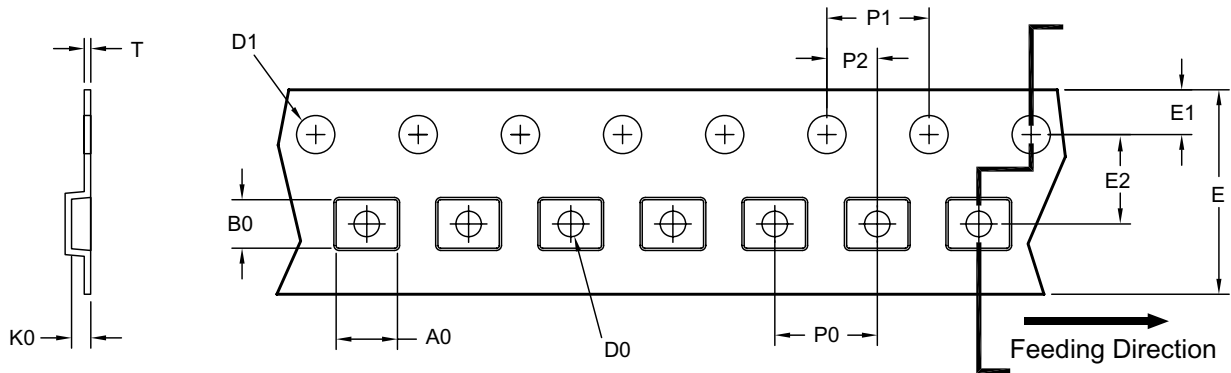 T
D1
P1
P2
E1
E2
E
B0
K0
A0
D0
P0
Feeding Direction